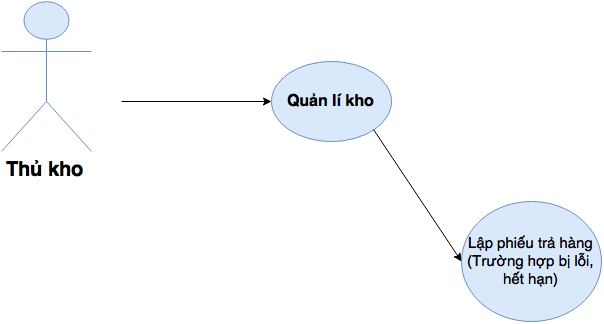 Quản lí kho
Thủ kho
Lập phiếu trả hàng
(Trường hợp bị lỗi,
hết hạn)